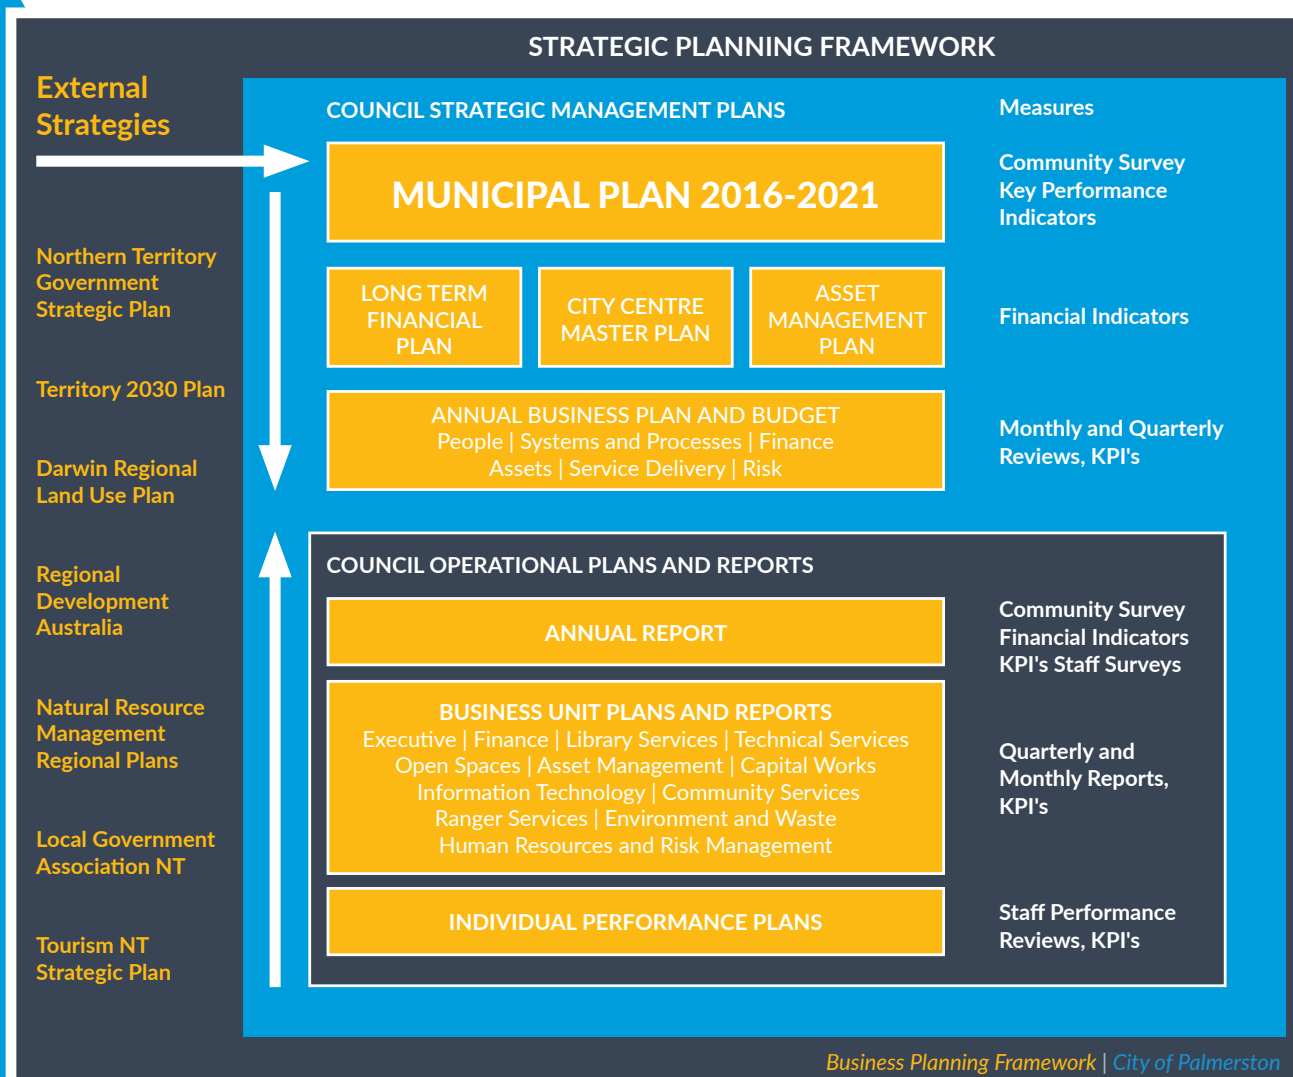 STRATEGIC PLANNING FRAMEWORK
External
Strategies
Northern Territory
Government
Strategic Plan
Territory 2030 Plan
Darwin Regional
Land Use Plan
Regional
Development
Australia
Natural Resource
Management
Regional Plans
Local Government
Association NT
Tourism NT
Strategic Plan
COUNCIL STRATEGIC MANAGEMENT PLANS
Measures
MUNICIPAL PLAN 2016-2021
Community Survey
Key Performance
Indicators
LONG TERM
FINANCIAL
PLAN
CITY CENTRE
MASTER PLAN
ASSET
MANAGEMENT
PLAN
Financial Indicators
ANNUAL BUSINESS PLAN AND BUDGET
People | Systems and Processes | Finance
Assets | Service Delivery | Risk
Monthly and Quarterly
Reviews, KPI's
COUNCIL OPERATIONAL PLANS AND REPORTS
ANNUAL REPORT
Community Survey
Financial Indicators
KPI's Staff Surveys
BUSINESS UNIT PLANS AND REPORTS
Executive | Finance | Library Services | Technical Services
Open Spaces | Asset Management | Capital Works
Information Technology | Community Services
Ranger Services | Environment and Waste
Human Resources and Risk Management
Quarterly and
Monthly Reports,
KPI's
INDIVIDUAL PERFORMANCE PLANS
Staff Performance
Reviews, KPI's
Business Planning Framework | City of Palmerston